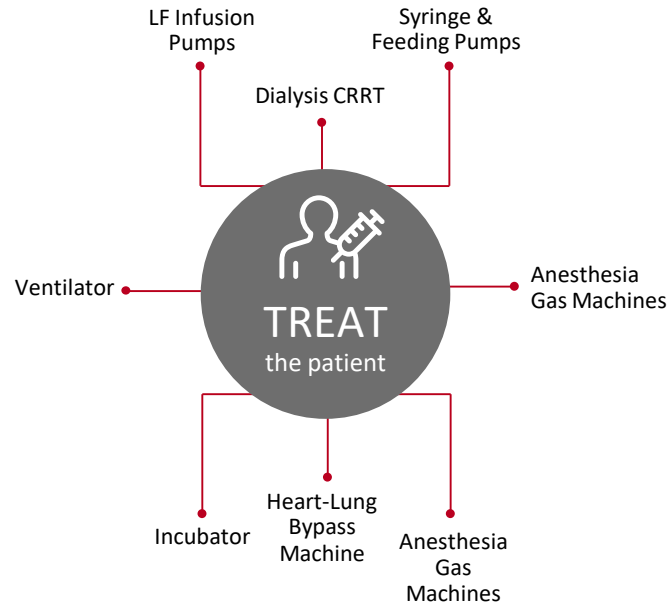 LF Infusion
Pumps
Syringe &
Feeding Pumps
Dialysis CRRT
Ventilator
TREAT
the patient
Anesthesia
Gas Machines
Incubator
Heart-Lung
Bypass
Machine
Anesthesia
Gas
Machines